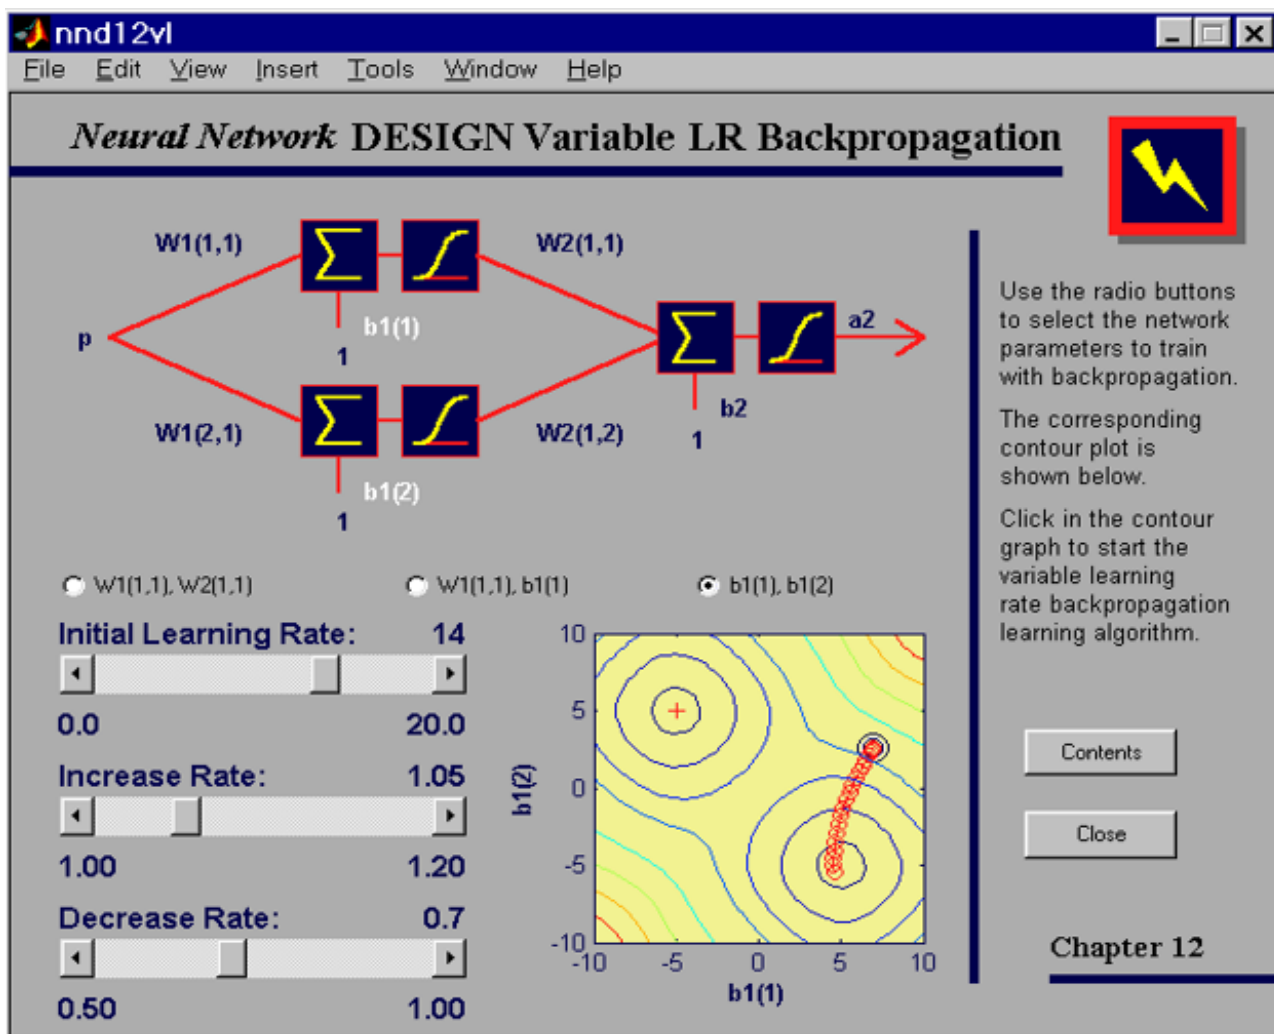 nnd12vl
File Edit View Insert Tools Window Help
Neural Network DESIGN Variable LR Backpropagation
W1(1,1)
W2(1,1)
b1(1)
1
p
a2
W1(2,1)
W2(1,2)
b2
1
b1(2)
1
Use the radio buttons
to select the network
parameters to train
with backpropagation.
The corresponding
contour plot is
shown below.
Click in the contour
graph to start the
variable learning
rate backpropagation
learning algorithm.
W1(1,1), W2(1,1)
W1(1,1), b1(1)
b1(1), b1(2)
Initial Learning Rate: 14
0.0 20.0
Increase Rate: 1.05
1.00 1.20
Decrease Rate: 0.7
0.50 1.00
10
5
0
-5
-10
b1(2)
-10 -5 0 5 10
b1(1)
Contents
Close
Chapter 12